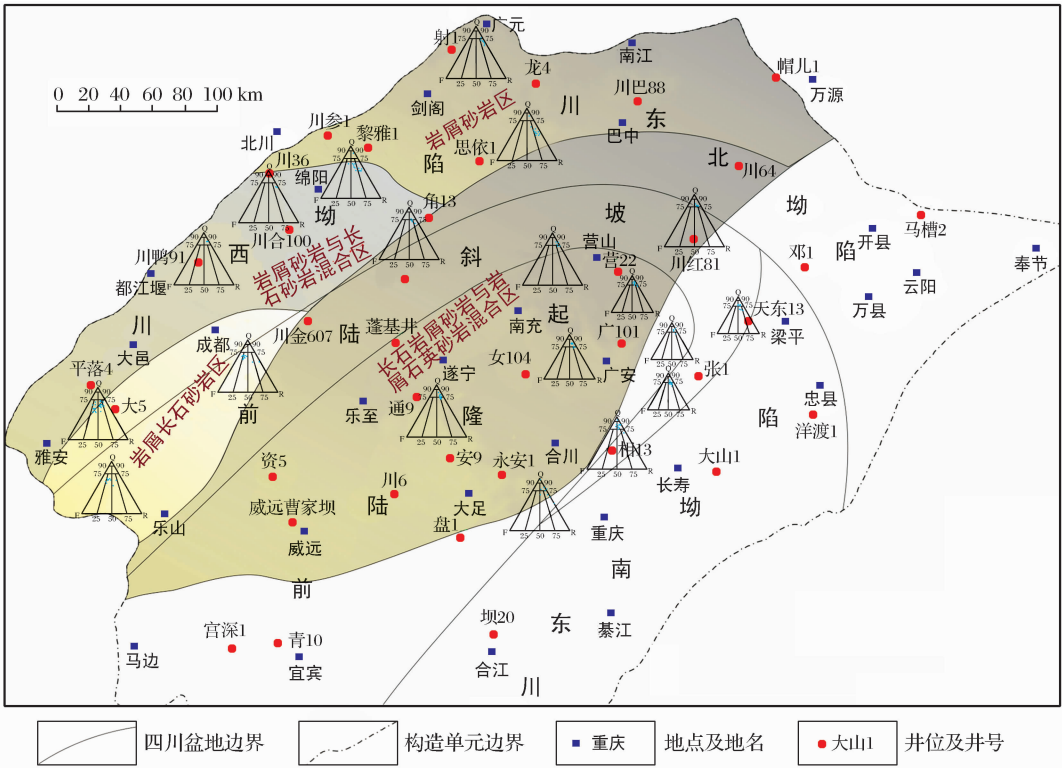 广元
射1
南江
龙4
帽儿1
万源
川巴88
剑阁
川
东
岩屑砂岩区
巴中
0 20 40 60 80 100 km
川参1
北川
黎雅1
思依1
陷
北
川36
川64
绵阳
坳
角13
坡
坳
马槽2
川合100
西
岩屑砂岩与长
石砂岩混合区
斜
营山
川红81
邓1
陷
开县
奉节
川鸭91
都江堰
营22
云阳
万县
川
成都
川金607
陆
蓬基井
长石岩屑砂岩与岩
屑石英砂岩混合区
南充
起
广101
天东13
梁平
大邑
平落4
大5
岩屑长石砂岩区
前
遂宁
女104
广安
张1
忠县
洋渡1
乐至
通9
隆
陷
雅安
资5
安9
永安1
合川
相13
长寿
大山1
川6
陆
大足
坳
乐山
威远曹家坝
威远
盘1
重庆
前
南
宫深1
青10
坝20
东
綦江
马边
宜宾
合江
川
Q
90 90
75 75
F
R
25 50 75
四川盆地边界
构造单元边界
重庆
地点及地名
大山1
井位及井号